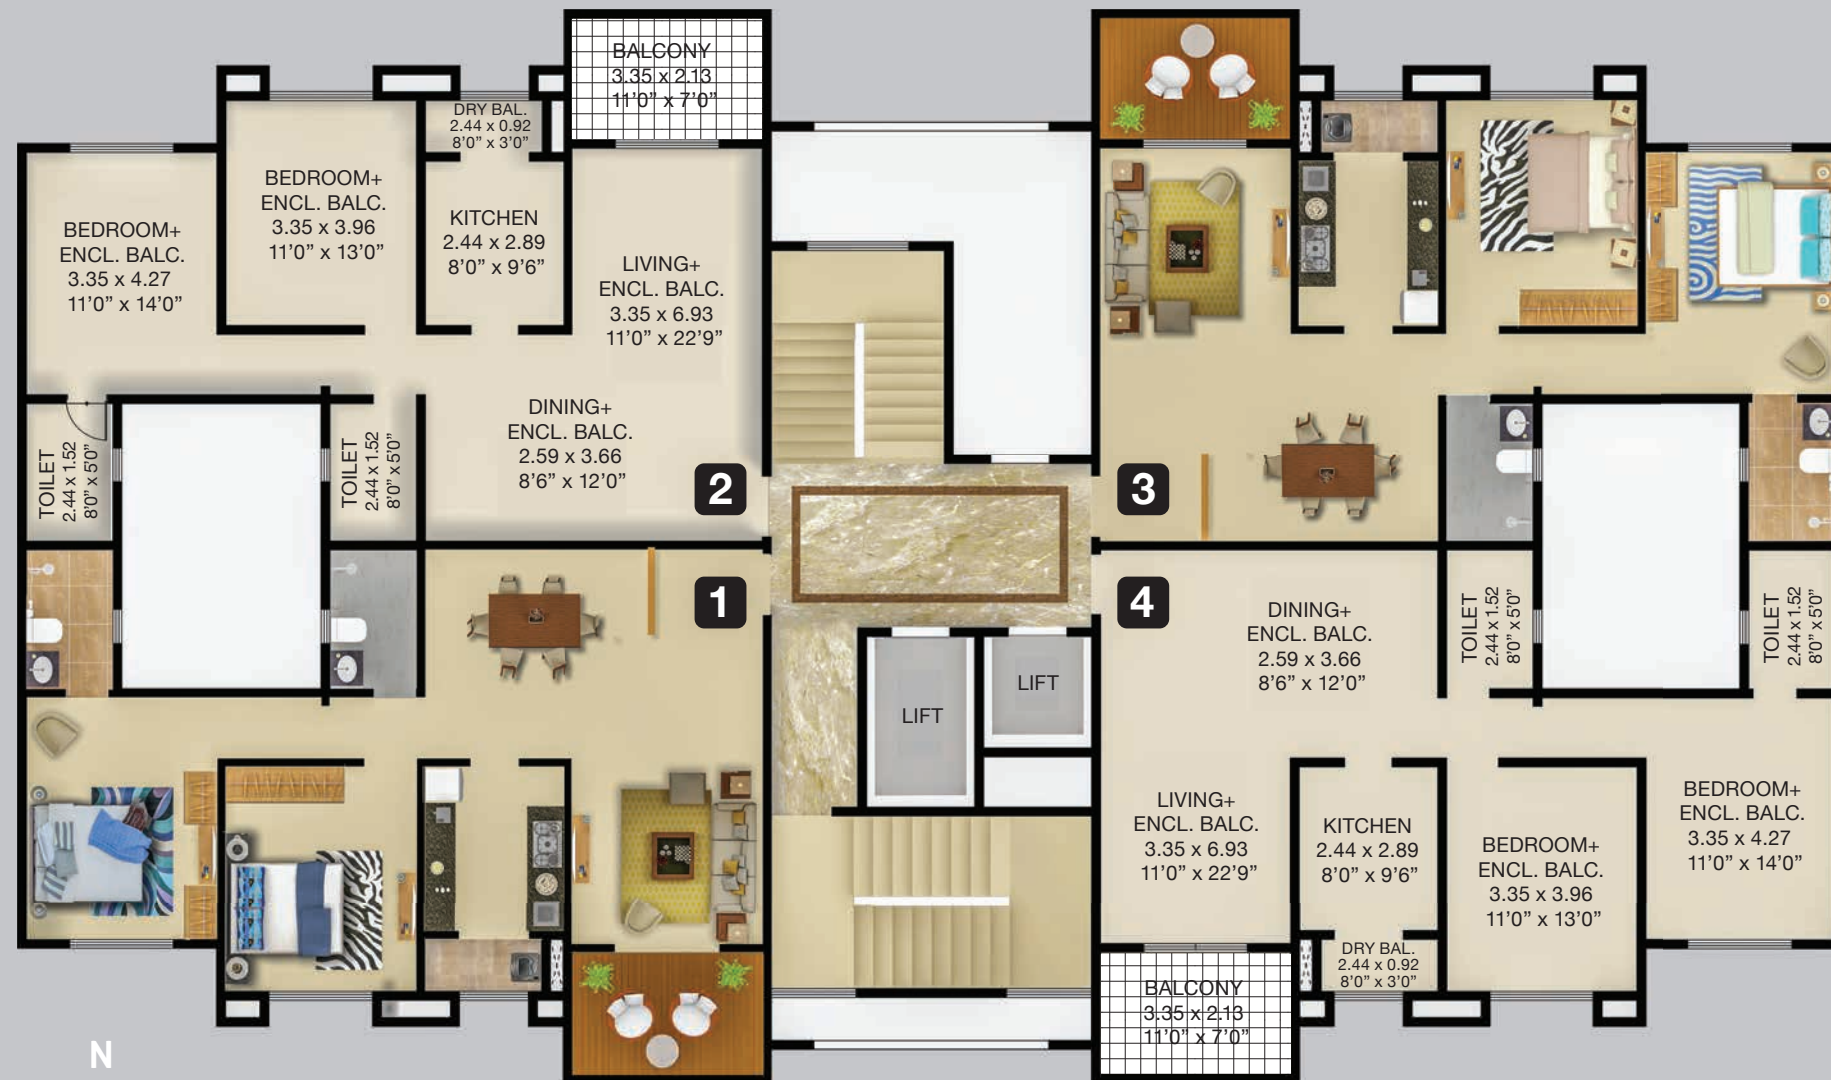 BALCONY
3.35 x 2.13
11’0” x 7’0”
DRY BAL.
2.44 x 0.92
8’0” x 3’0”
BEDROOM+
ENCL. BALC.
3.35 x 4.27
11’0” x 14’0”
BEDROOM+
ENCL. BALC.
3.35 x 3.96
11’0” x 13’0”
KITCHEN
2.44 x 2.89
8’0” x 9’6”
LIVING+
ENCL. BALC.
3.35 x 6.93
11’0” x 22’9”
DINING+
ENCL. BALC.
2.59 x 3.66
8’6” x 12’0”
TOILET
2.44 x 1.52
8’0” x 5’0”
TOILET
2.44 x 1.52
8’0” x 5’0”
2
3
1
4
LIFT
LIFT
DINING+
ENCL. BALC.
2.59 x 3.66
8’6” x 12’0”
TOILET
2.44 x 1.52
8’0” x 5’0”
TOILET
2.44 x 1.52
8’0” x 5’0”
LIVING+
ENCL. BALC.
3.35 x 6.93
11’0” x 22’9”
KITCHEN
2.44 x 2.89
8’0” x 9’6”
BEDROOM+
ENCL. BALC.
3.35 x 3.96
11’0” x 13’0”
BEDROOM+
ENCL. BALC.
3.35 x 4.27
11’0” x 14’0”
DRY BAL.
2.44 x 0.92
8’0” x 3’0”
BALCONY
3.35 x 2.13
11’0” x 7’0”
N